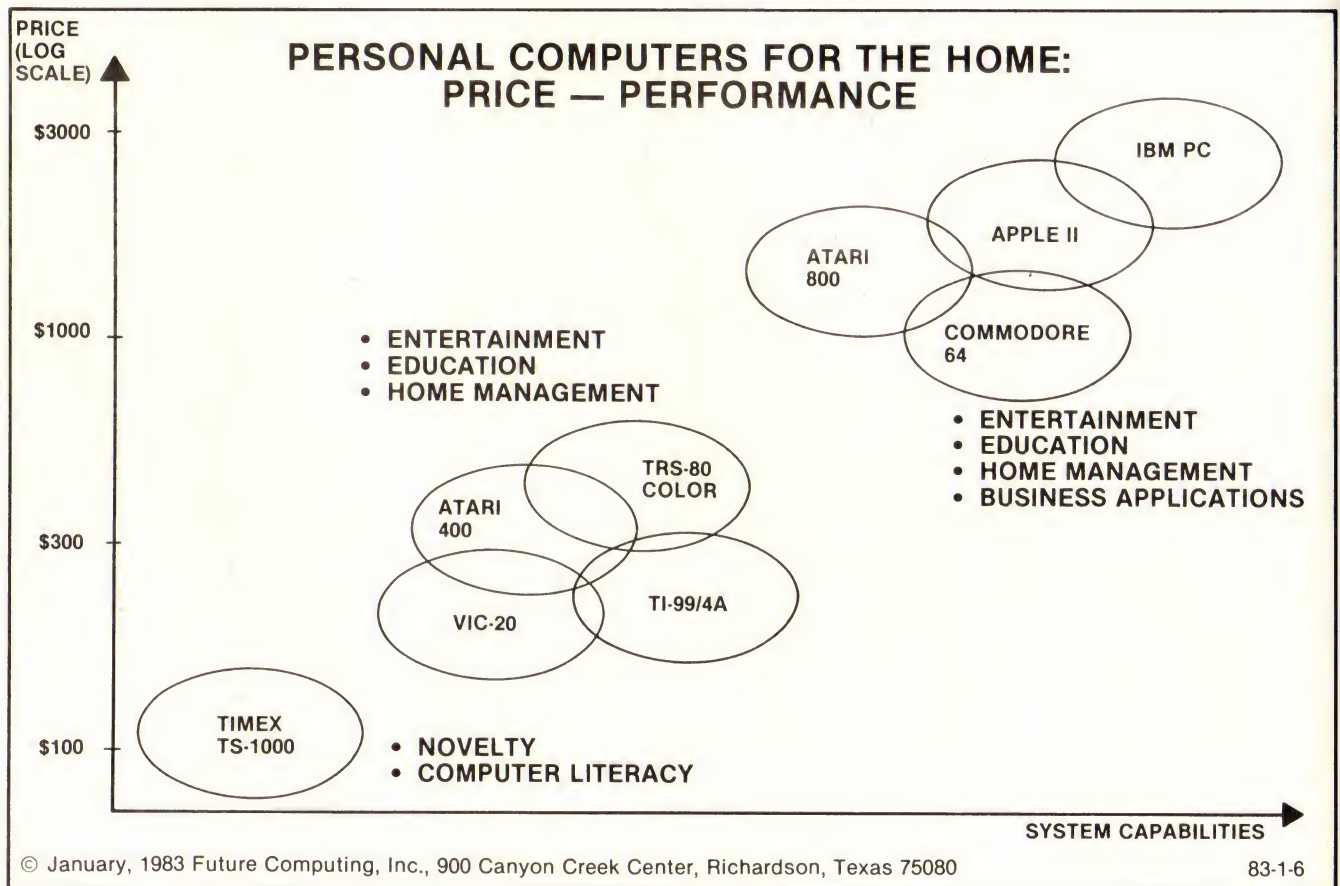 PRICE
(LOG
SCALE)
PERSONAL COMPUTERS FOR THE HOME:
PRICE — PERFORMANCE
$3000
IBM PC
APPLE II
ATARI
800
$1000
COMMODORE
64
• ENTERTAINMENT
• EDUCATION
• HOME MANAGEMENT
• ENTERTAINMENT
• EDUCATION
• HOME MANAGEMENT
• BUSINESS APPLICATIONS
TRS-80
COLOR
ATARI
400
$300
TI-99/4A
VIC-20
TIMEX
TS-1000
$100
• NOVELTY
• COMPUTER LITERACY
SYSTEM CAPABILITIES
© January, 1983 Future Computing, Inc., 900 Canyon Creek Center, Richardson, Texas 75080
83-1-6